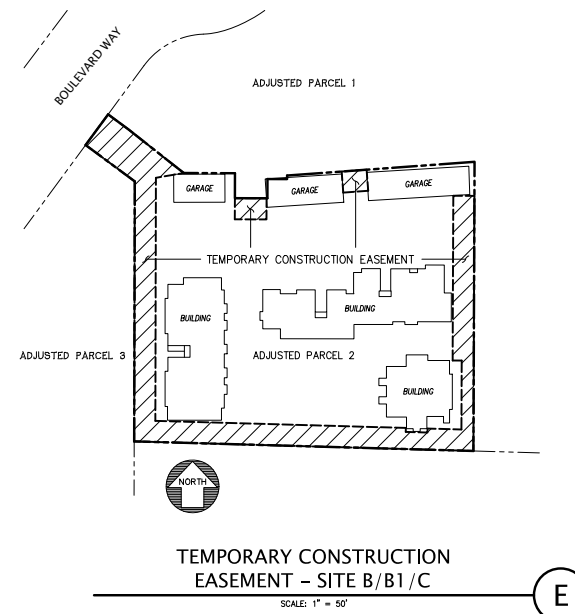 BOULEVARD WAY
ADJUSTED PARCEL 1
GARAGE
GARAGE
GARAGE
TEMPORARY CONSTRUCTION EASEMENT
BUILDING
BUILDING
ADJUSTED PARCEL 3
ADJUSTED PARCEL 2
BUILDING
NORTH
TEMPORARY CONSTRUCTION
EASEMENT - SITE B/B1/C
SCALE: 1" = 50'
E